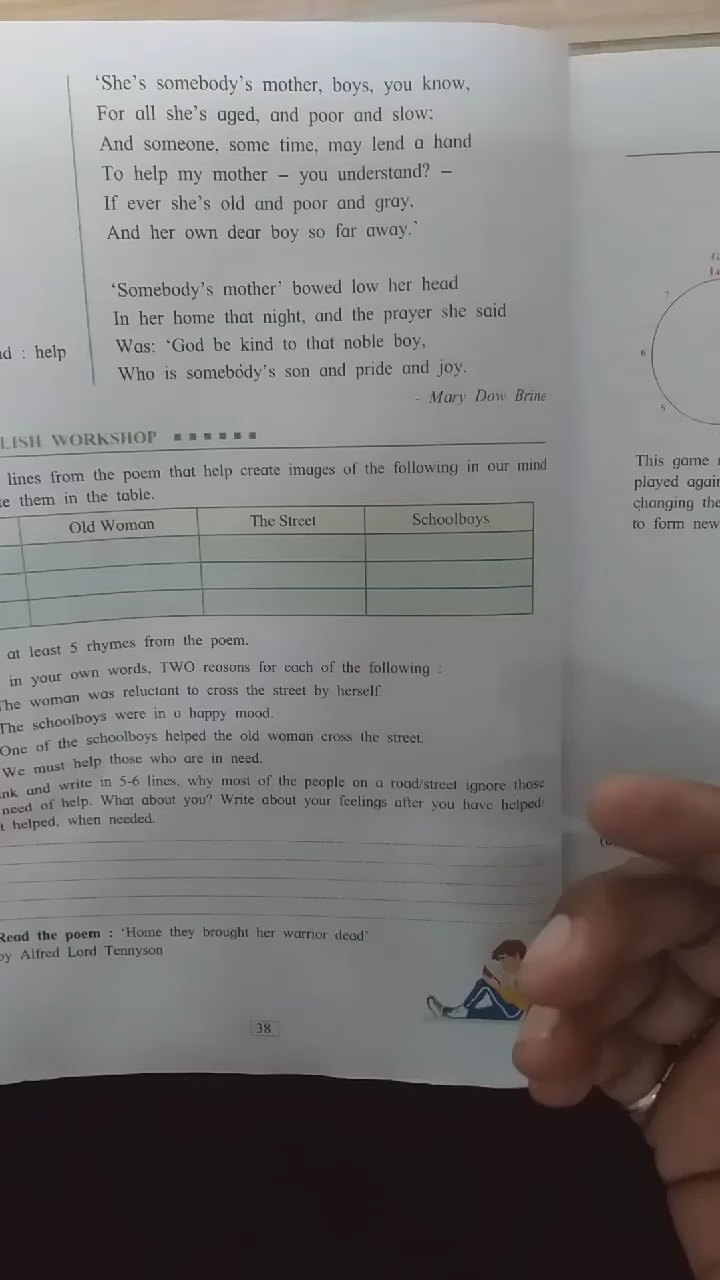 'She's somebody's mother, boys, you know,
For all she's aged, and poor and slow;
And someone, some time, may lend a hand
To help my mother – you understand? –
If ever she's old and poor and gray,
And her own dear boy so far away.'
'Somebody's mother' bowed low her head
In her home that night, and the prayer she said
: help
Was: 'God be kind to that noble boy,
Who is somebody's son and pride and joy.
- Mary Dow Brine
WORKSHOP
lines from the poem that help create images of the following in our mind
them in the table.
Old Woman The Street Schoolboys
at least 5 rhymes from the poem.
in your own words, TWO reasons for each of the following :
The woman was reluctant to cross the street by herself.
The schoolboys were in a happy mood.
One of the schoolboys helped the old woman cross the street.
We must help those who are in need.
and write in 5-6 lines, why most of the people on a road/street ignore those
need of help. What about you? Write about your feelings after you have helped/
helped, when needed.
Read the poem : 'Home they brought her warrior dead'
by Alfred Lord Tennyson
38
7
6
5
This game
played
changing
to form new